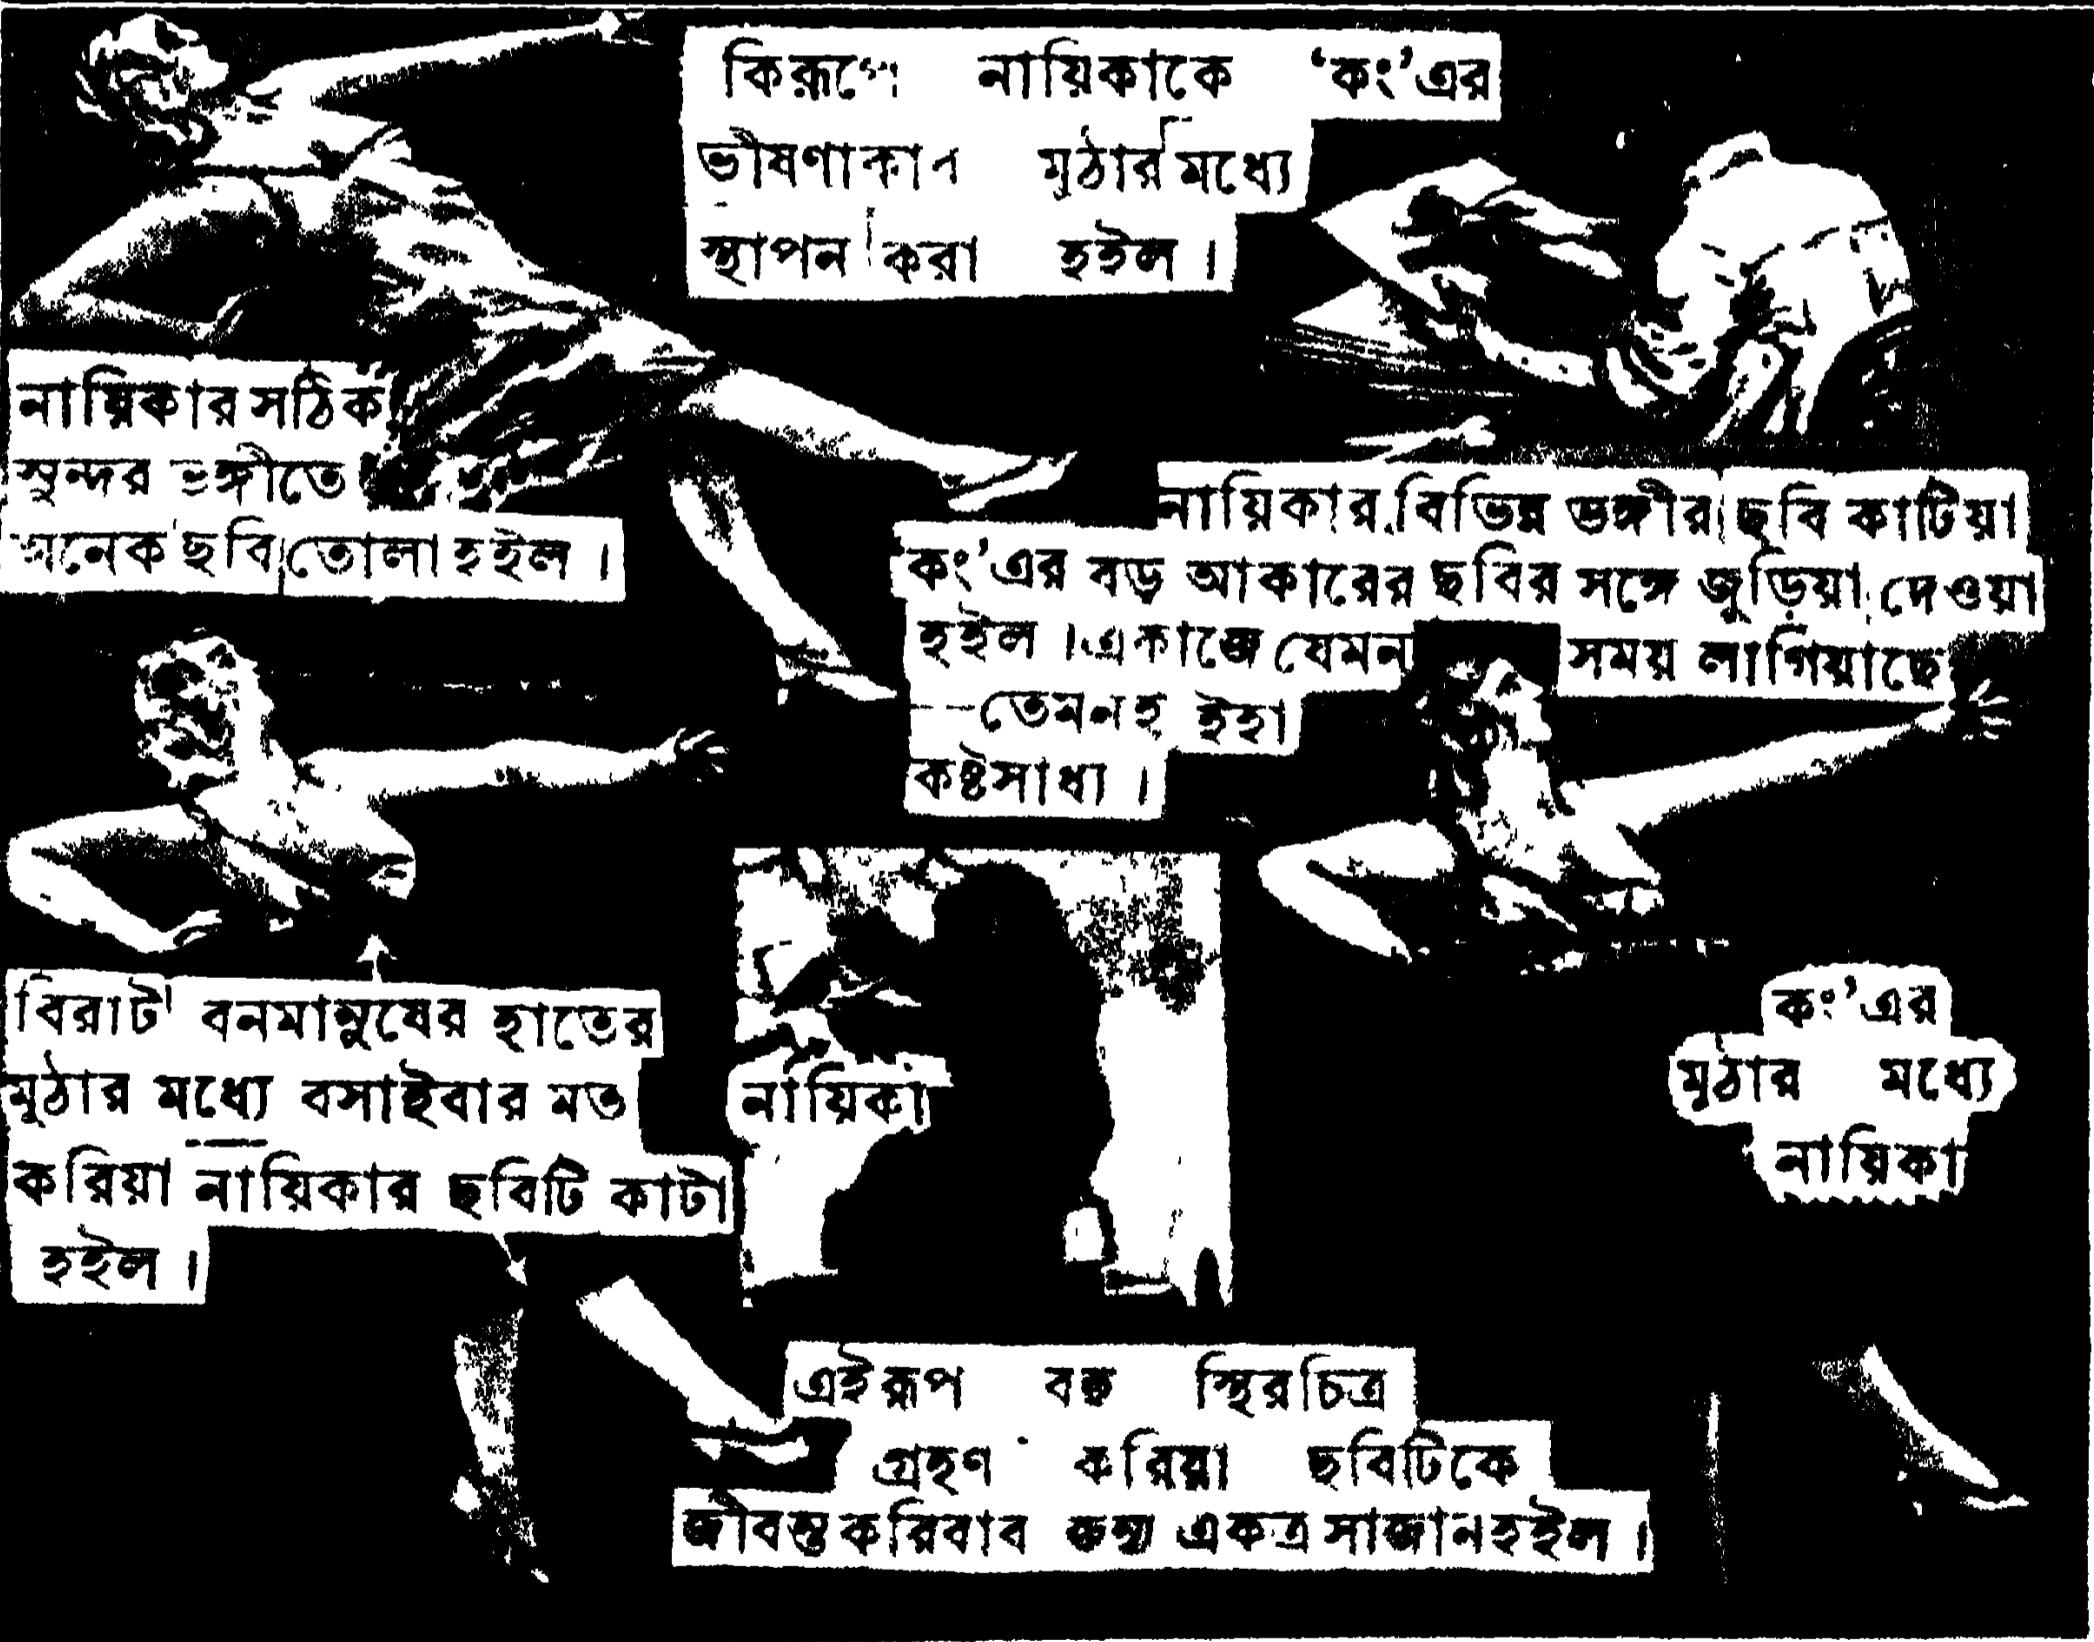 কিরূপে নায়িকাকে ‘কং’এর
ভীষণাকার মুঠার মধ্যে
স্থাপন করা হইল।
নায়িকার সঠিক
সুন্দর ভঙ্গীতে
অনেক ছবি তোলা হইল।
নায়িকার বিভিন্ন ভঙ্গীর ছবি কাটিয়া
কং’এর বড় আকারের ছবির সঙ্গে জুড়িয়া দেওয়া
হইল। একাজে যেমন সময় লাগিয়াছে
তেমনই ইহা
কষ্টসাধ্য।
বিরাট বনমানুষের হাতের
মুঠার মধ্যে বসাইবার মত
করিয়া নায়িকার ছবিটি কাটা
হইল।
নায়িকা
কং’এর
মুঠার মধ্যে
নায়িকা
এইরূপ বহু স্থিরচিত্র
গ্রহণ করিয়া ছবিটিকে
জীবন্ত করিবার জন্য একত্র সাজান হইল।